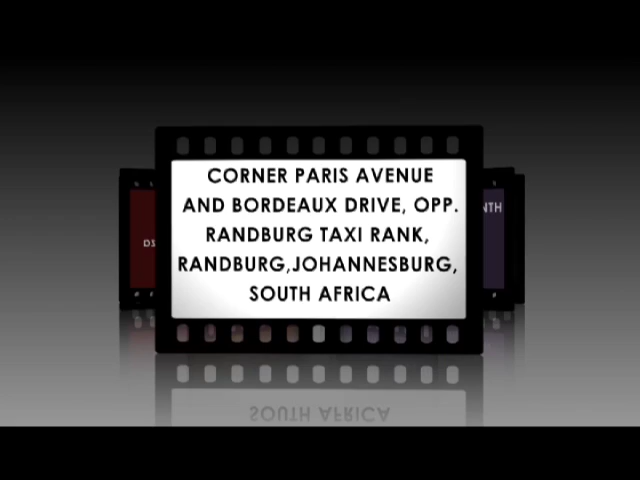 CORNER PARIS AVENUE
AND BORDEAUX DRIVE, OPP.
RANDBURG TAXI RANK,
RANDBURG,JOHANNESBURG,
SOUTH AFRICA